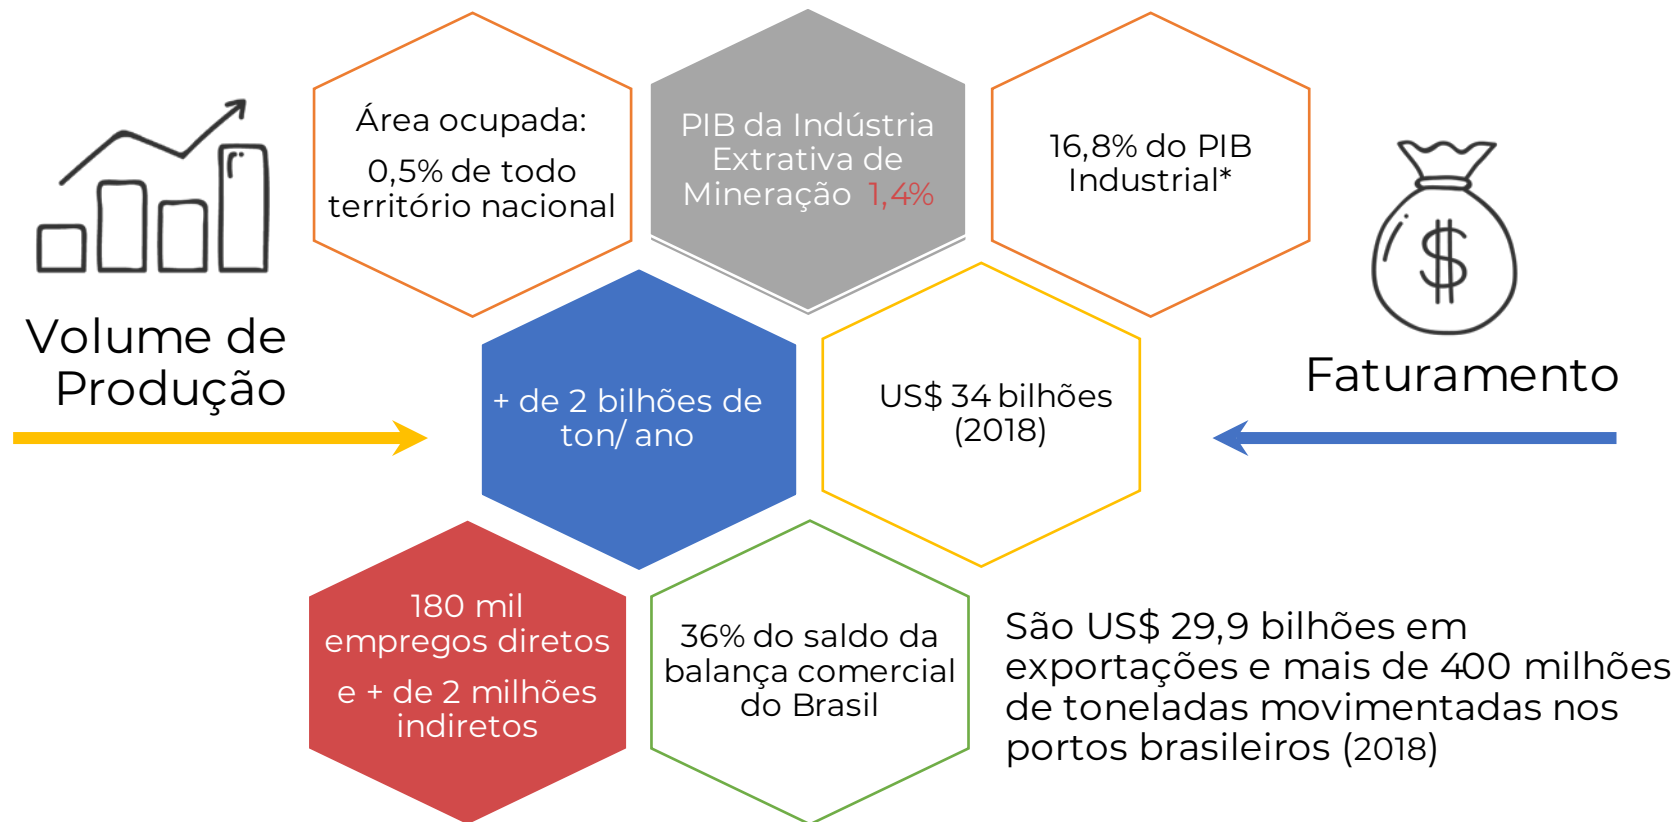 Área ocupada:
0,5% de todo
território nacional
PIB da Indústria
Extrativa de
Mineração 1,4%
16,8% do PIB
Industrial*
$
Volume de
Produção
+ de 2 bilhões de
ton/ ano
US$ 34 bilhões
(2018)
Faturamento
180 mil
empregos diretos
e + de 2 milhões
indiretos
36% do saldo da
balança comercial
do Brasil
São US$ 29,9 bilhões em
exportações e mais de 400 milhões
de toneladas movimentadas nos
portos brasileiros (2018)